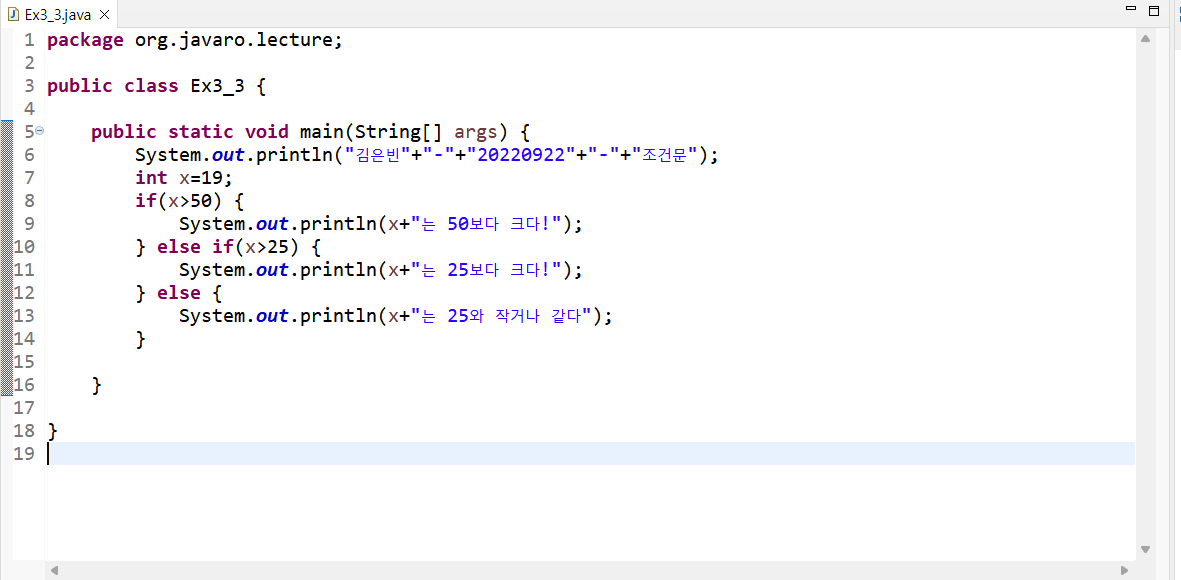 Ex3_3.java
1 package org.javaro.lecture;
2
3 public class Ex3_3 {
4
5     public static void main(String[] args) {
6         System.out.println("김은빈"+"-"+"20220922"+"-"+"조건문");
7         int x=19;
8         if(x>50) {
9             System.out.println(x+"는 50보다 크다!");
10         } else if(x>25) {
11             System.out.println(x+"는 25보다 크다!");
12         } else {
13             System.out.println(x+"는 25와 작거나 같다");
14         }
15
16     }
17
18 }
19